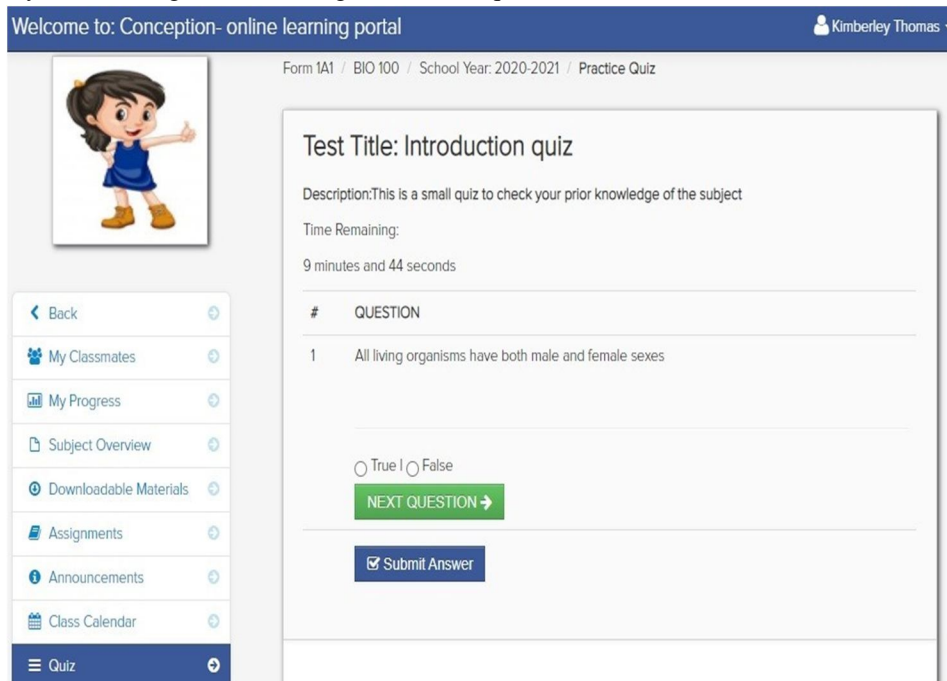 Welcome to: Conception- online learning portal
Kimberley Thomas
Form 1A1 / BIO 100 / School Year: 2020-2021 / Practice Quiz
Test Title: Introduction quiz
Description:This is a small quiz to check your prior knowledge of the subject
Time Remaining:
9 minutes and 44 seconds
# QUESTION
1 All living organisms have both male and female sexes
True | False
NEXT QUESTION
Submit Answer
Back
My Classmates
My Progress
Subject Overview
Downloadable Materials
Assignments
Announcements
Class Calendar
Quiz